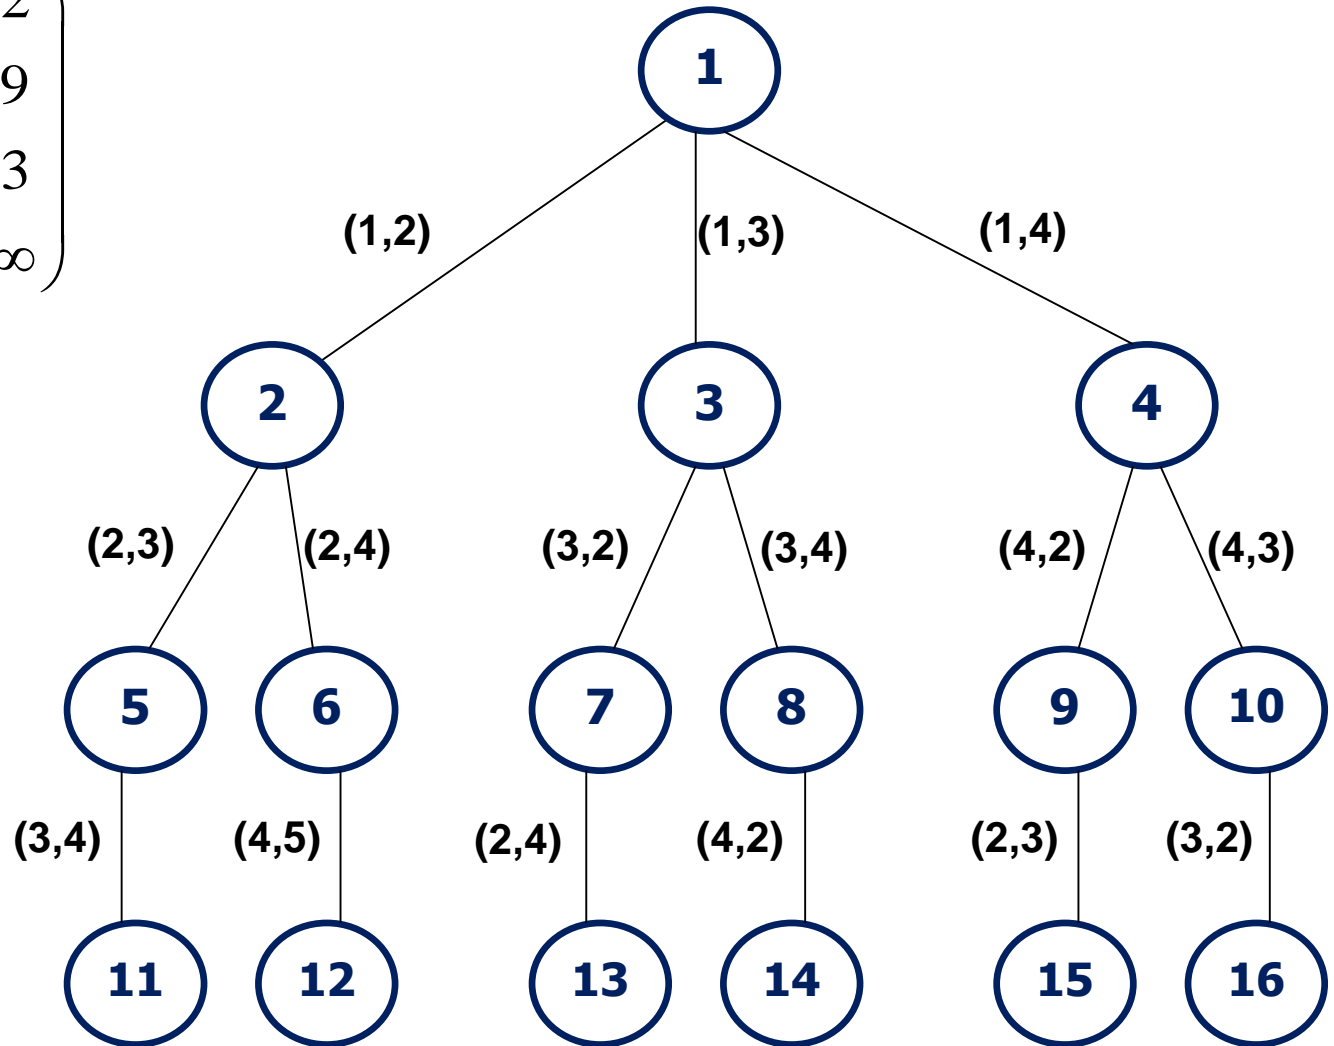 2
9
3
∞
1
(1,2) (1,3) (1,4)
2 3 4
(2,3) (2,4) (3,2) (3,4) (4,2) (4,3)
5 6 7 8 9 10
(3,4) (4,5) (2,4) (4,2) (2,3) (3,2)
11 12 13 14 15 16